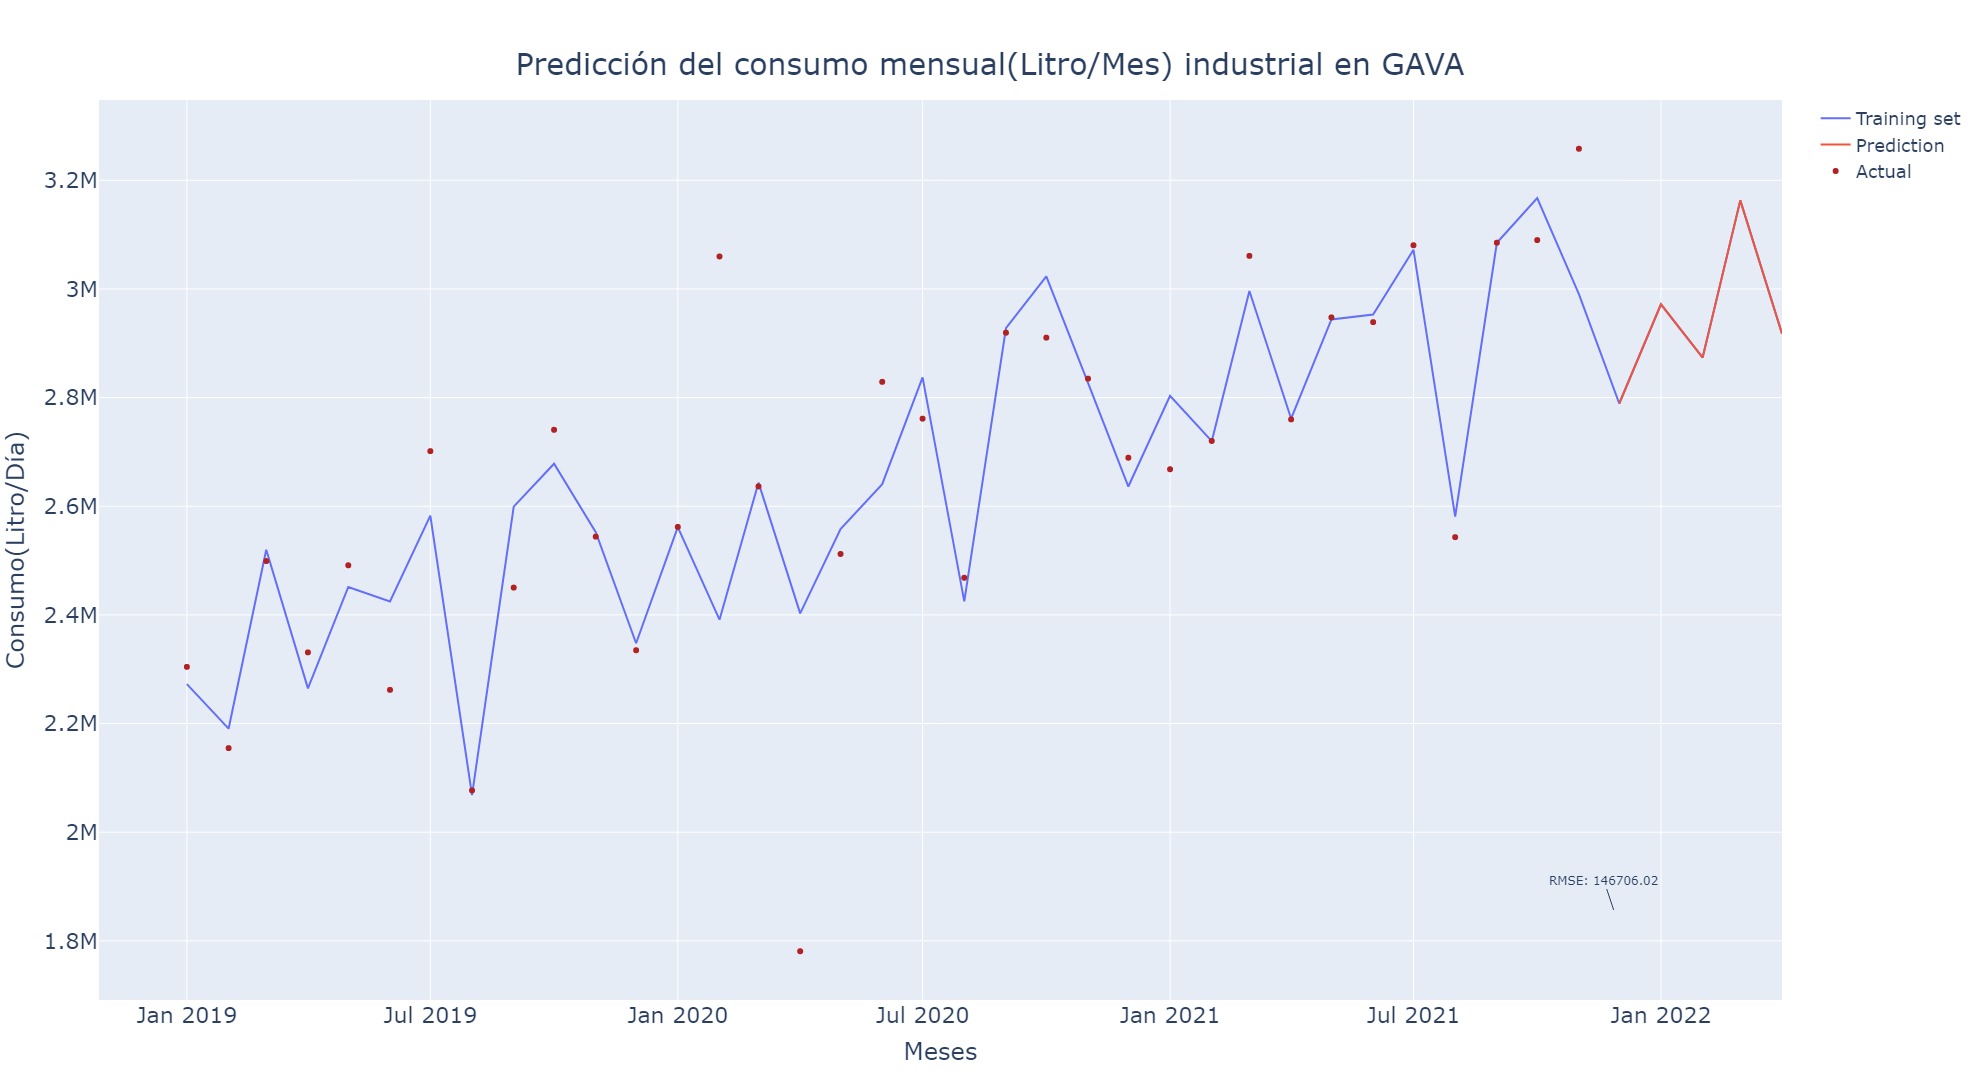 Predicción del consumo mensual(Litro/Mes) industrial en GAVA
Training set
Prediction
Actual
3.2M
3M
2.8M
2.6M
2.4M
2.2M
2M
1.8M
Consumo(Litro/Día)
RMSE: 146706.02
Jan 2019
Jul 2019
Jan 2020
Jul 2020
Jan 2021
Jul 2021
Jan 2022
Meses